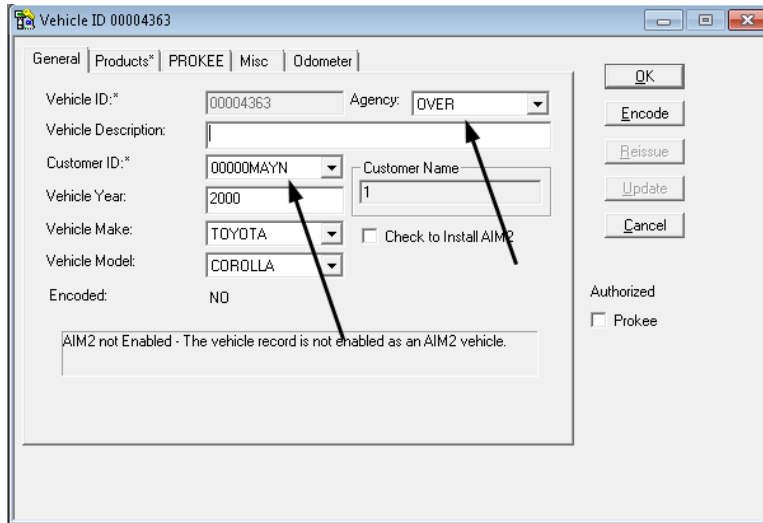 Vehicle ID 00004363
General Products* PROKEE Misc Odometer
Vehicle ID:* 00004363 Agency: OVER
Vehicle Description:
Customer ID:* 00000MAYN Customer Name
Vehicle Year: 2000 1
Vehicle Make: TOYOTA Check to Install AIM2
Vehicle Model: COROLLA
Encoded: NO
AIM2 not Enabled - The vehicle record is not enabled as an AIM2 vehicle.
OK
Encode
Reissue
Update
Cancel
Authorized
Prokee